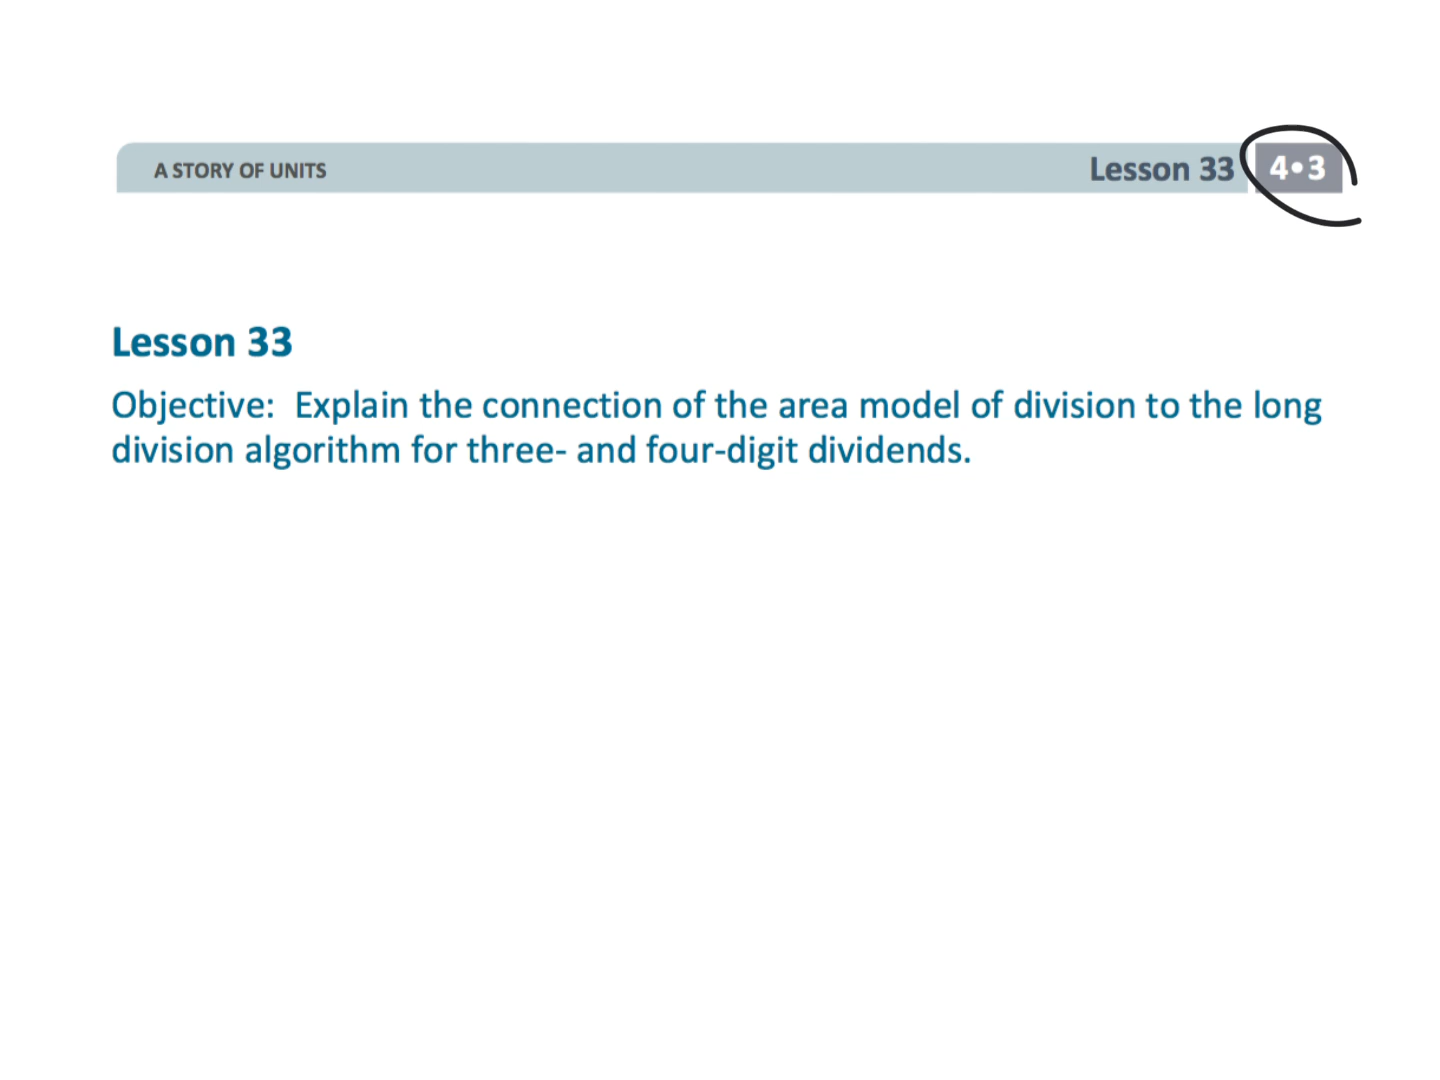 A STORY OF UNITS
Lesson 33
4•3
Lesson 33
Objective:  Explain the connection of the area model of division to the long
division algorithm for three- and four-digit dividends.